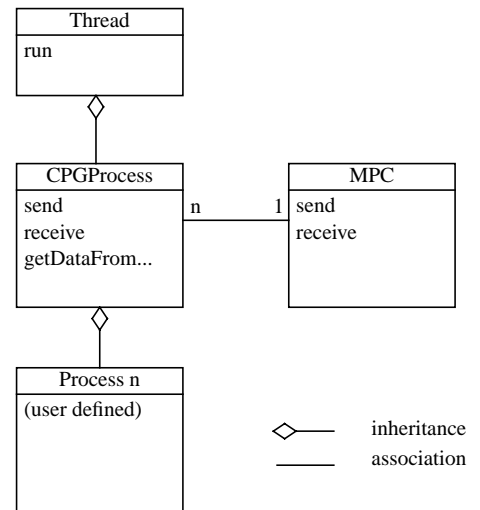 Thread
run
CPGProcess
send
receive
getDataFrom...
n
1
MPC
send
receive
Process n
(user defined)
inheritance
association